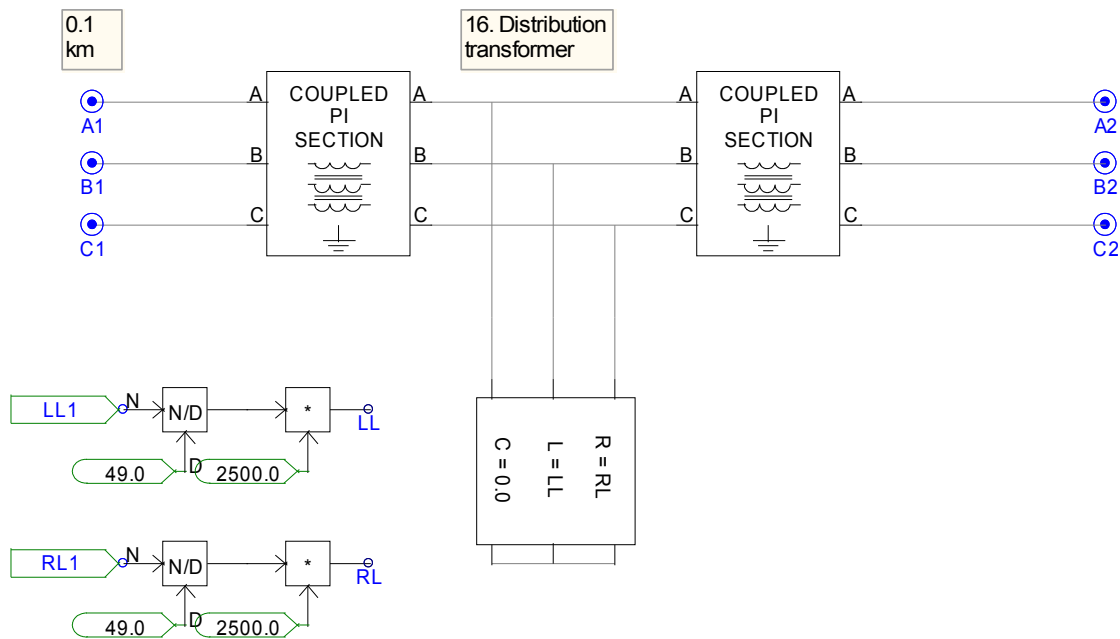 0.1
km
16. Distribution
transformer
A1
B1
C1
A
B
C
COUPLED
PI
SECTION
A
B
C
A
B
C
COUPLED
PI
SECTION
A
B
C
A2
B2
C2
LL1
N
N/D
*
LL
49.0
D
2500.0
C = 0.0
L = LL
R = RL
RL1
N
N/D
*
RL
49.0
D
2500.0